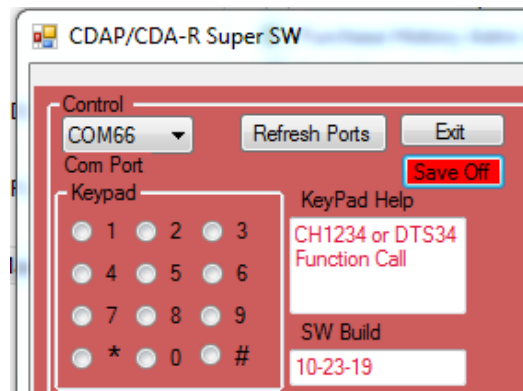 CDAP/CDA-R Super SW
Control
COM66
Refresh Ports
Exit
Com Port
Save Off
Keypad
KeyPad Help
1 2 3
CH1234 or DTS34
Function Call
4 5 6
7 8 9
SW Build
* 0 #
10-23-19